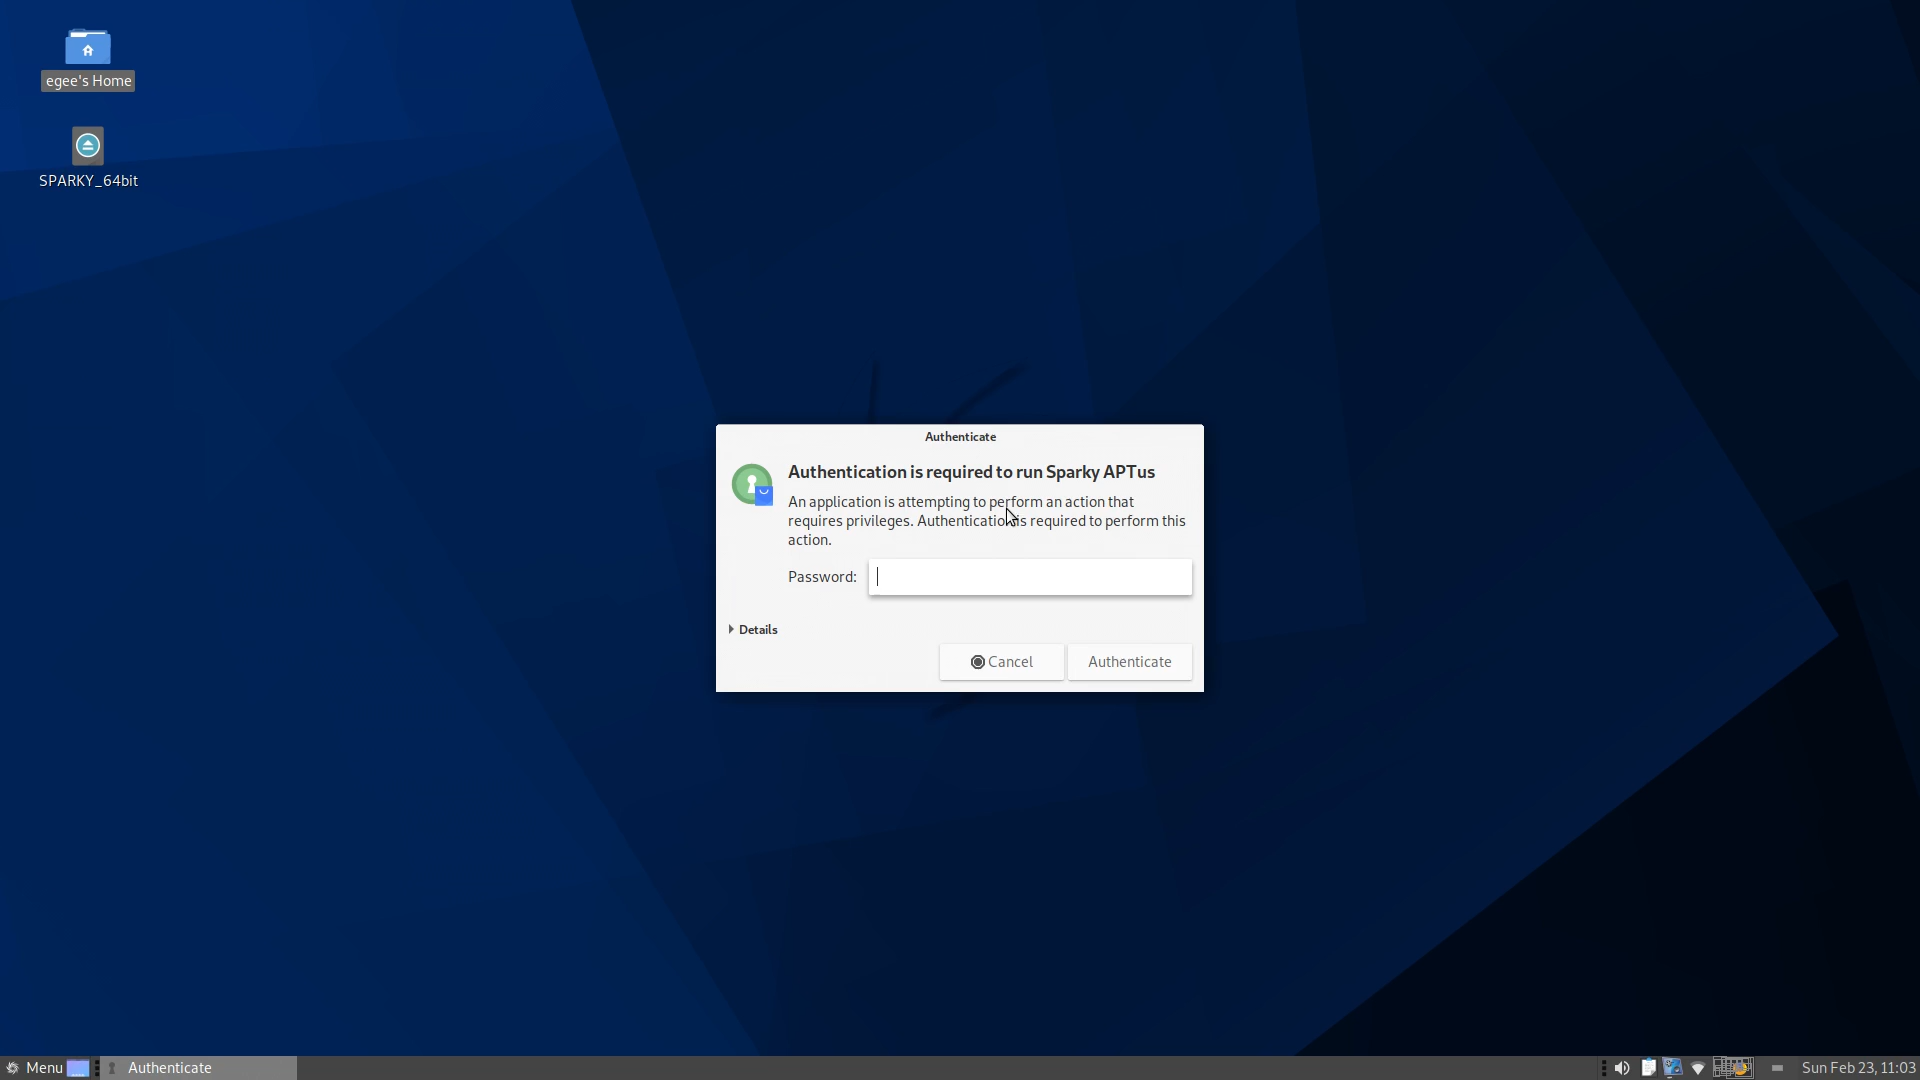 egee's Home
SPARKY_64bit
Authenticate
Authentication is required to run Sparky APTus
An application is attempting to perform an action that
requires privileges. Authentication is required to perform this
action.
Password:
Details
Cancel
Authenticate
Menu
Authenticate
Sun Feb 23, 11:03